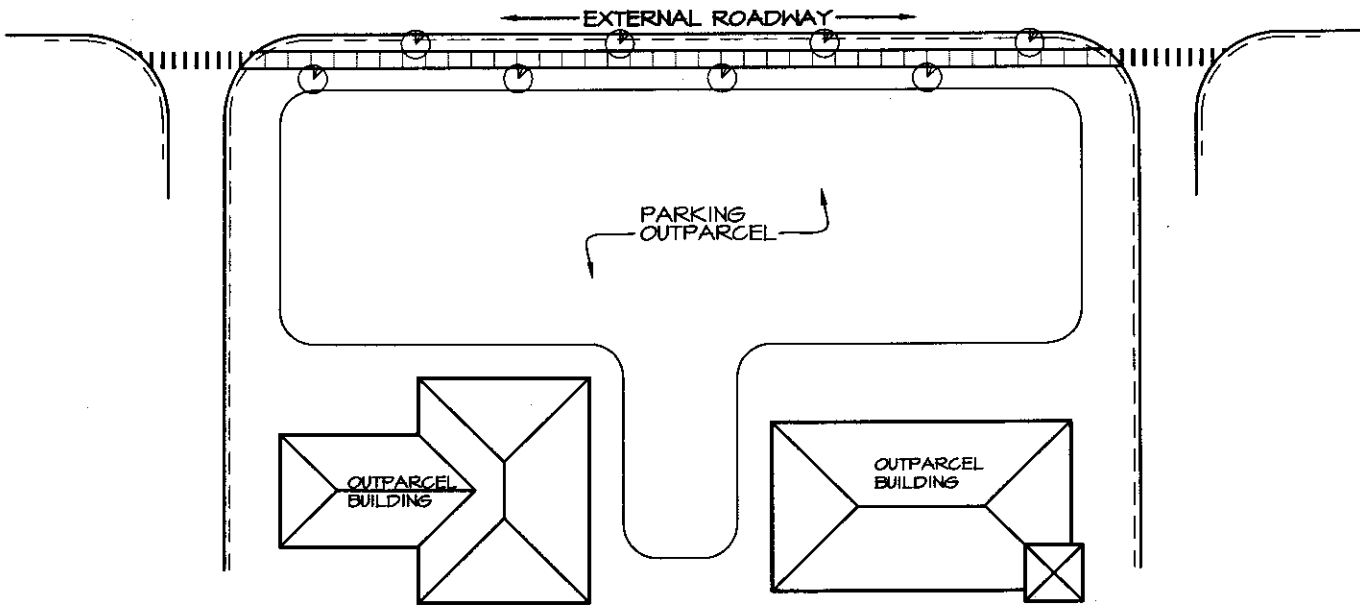 EXTERNAL ROADWAY
PARKING
OUTPARCEL
OUTPARCEL
BUILDING
OUTPARCEL
BUILDING